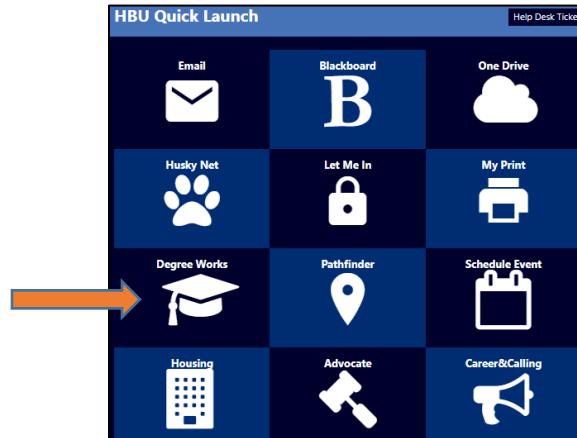 HBU Quick Launch
Help Desk Ticke
Email
Blackboard
One Drive
B
Husky Net
Let Me In
My Print
Degree Works
Pathfinder
Schedule Event
Housing
Advocate
Career&Calling